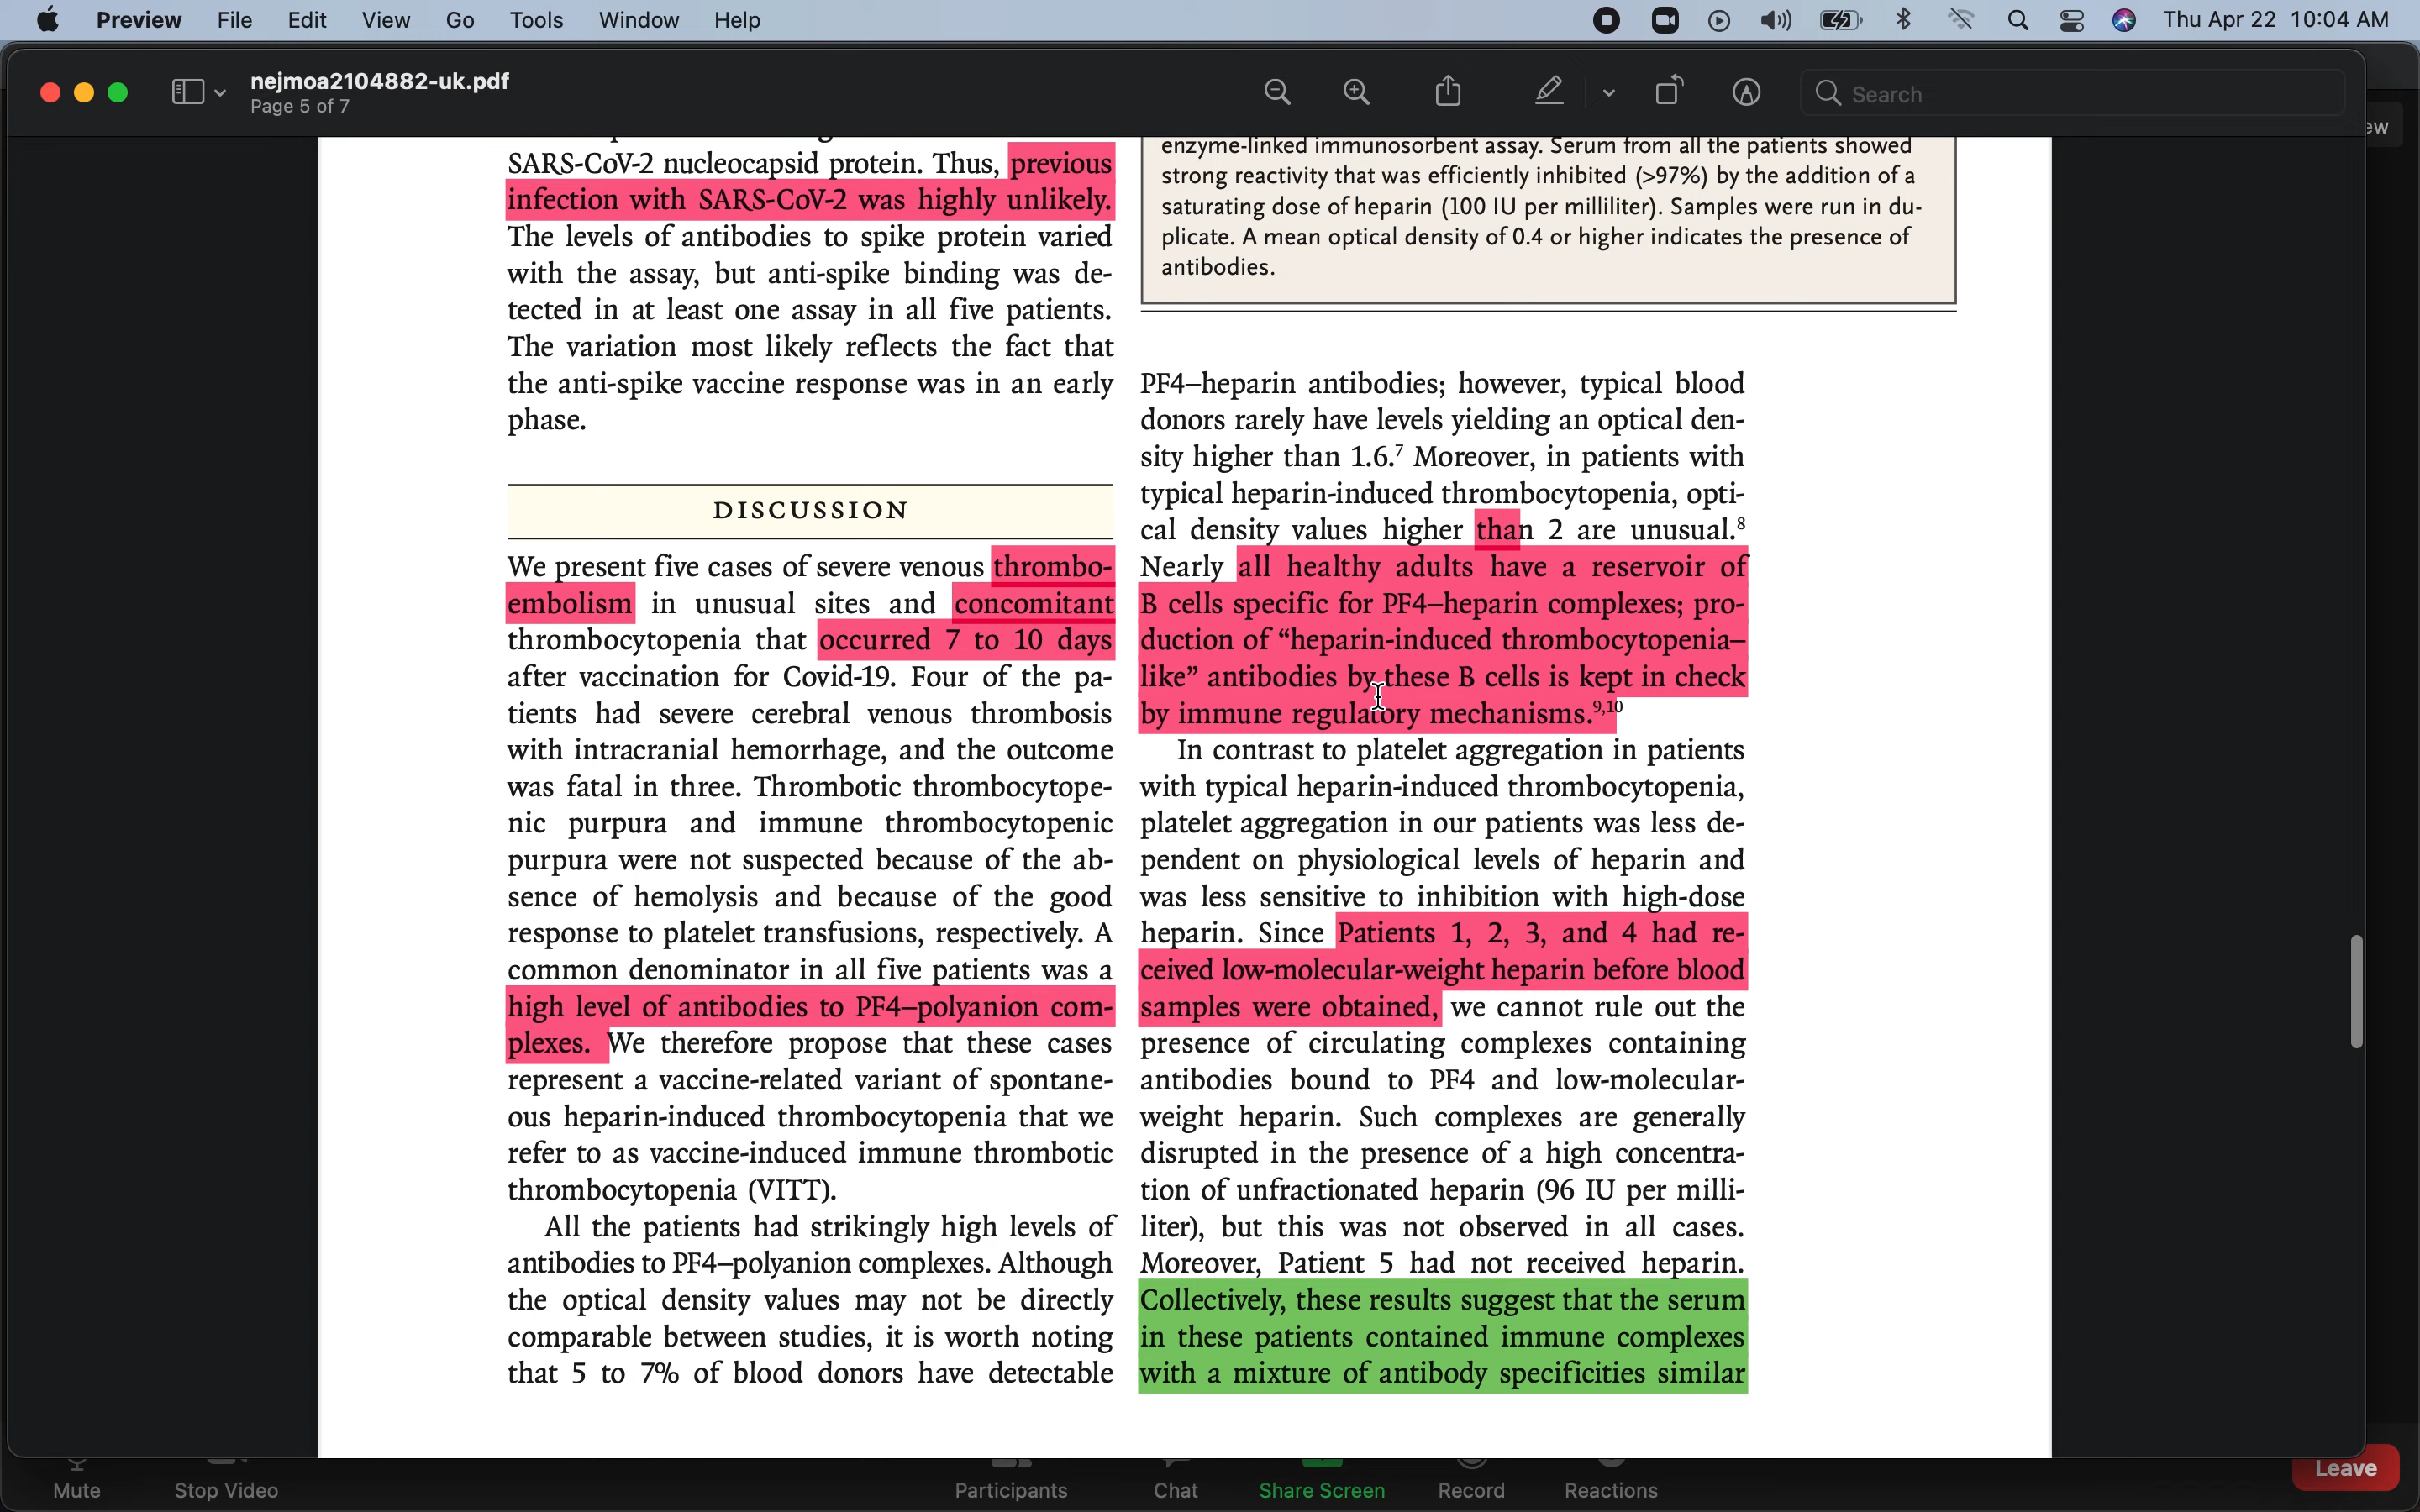 Preview File Edit View Go Tools Window Help Thu Apr 22 10:04 AM
nejmoa2104882-uk.pdf
Page 5 of 7
Search
ew
SARS-CoV-2 nucleocapsid protein. Thus, previous
infection with SARS-CoV-2 was highly unlikely.
The levels of antibodies to spike protein varied
with the assay, but anti-spike binding was de-
tected in at least one assay in all five patients.
The variation most likely reflects the fact that
the anti-spike vaccine response was in an early
phase.
DISCUSSION
We present five cases of severe venous thrombo-
embolism in unusual sites and concomitant
thrombocytopenia that occurred 7 to 10 days
after vaccination for Covid-19. Four of the pa-
tients had severe cerebral venous thrombosis
with intracranial hemorrhage, and the outcome
was fatal in three. Thrombotic thrombocytope-
nic purpura and immune thrombocytopenic
purpura were not suspected because of the ab-
sence of hemolysis and because of the good
response to platelet transfusions, respectively. A
common denominator in all five patients was a
high level of antibodies to PF4–polyanion com-
plexes. We therefore propose that these cases
represent a vaccine-related variant of spontane-
ous heparin-induced thrombocytopenia that we
refer to as vaccine-induced immune thrombotic
thrombocytopenia (VITT).
All the patients had strikingly high levels of
antibodies to PF4–polyanion complexes. Although
the optical density values may not be directly
comparable between studies, it is worth noting
that 5 to 7% of blood donors have detectable
enzyme-linked immunosorbent assay. Serum from all the patients showed
strong reactivity that was efficiently inhibited (>97%) by the addition of a
saturating dose of heparin (100 IU per milliliter). Samples were run in du-
plicate. A mean optical density of 0.4 or higher indicates the presence of
antibodies.
PF4–heparin antibodies; however, typical blood
donors rarely have levels yielding an optical den-
sity higher than 1.6.7 Moreover, in patients with
typical heparin-induced thrombocytopenia, opti-
cal density values higher than 2 are unusual.8
Nearly all healthy adults have a reservoir of
B cells specific for PF4–heparin complexes; pro-
duction of “heparin-induced thrombocytopenia–
like” antibodies by these B cells is kept in check
by immune regulatory mechanisms.9,10
In contrast to platelet aggregation in patients
with typical heparin-induced thrombocytopenia,
platelet aggregation in our patients was less de-
pendent on physiological levels of heparin and
was less sensitive to inhibition with high-dose
heparin. Since Patients 1, 2, 3, and 4 had re-
ceived low-molecular-weight heparin before blood
samples were obtained, we cannot rule out the
presence of circulating complexes containing
antibodies bound to PF4 and low-molecular-
weight heparin. Such complexes are generally
disrupted in the presence of a high concentra-
tion of unfractionated heparin (96 IU per milli-
liter), but this was not observed in all cases.
Moreover, Patient 5 had not received heparin.
Collectively, these results suggest that the serum
in these patients contained immune complexes
with a mixture of antibody specificities similar
Mute Stop Video Participants Chat Share Screen Record Reactions Leave